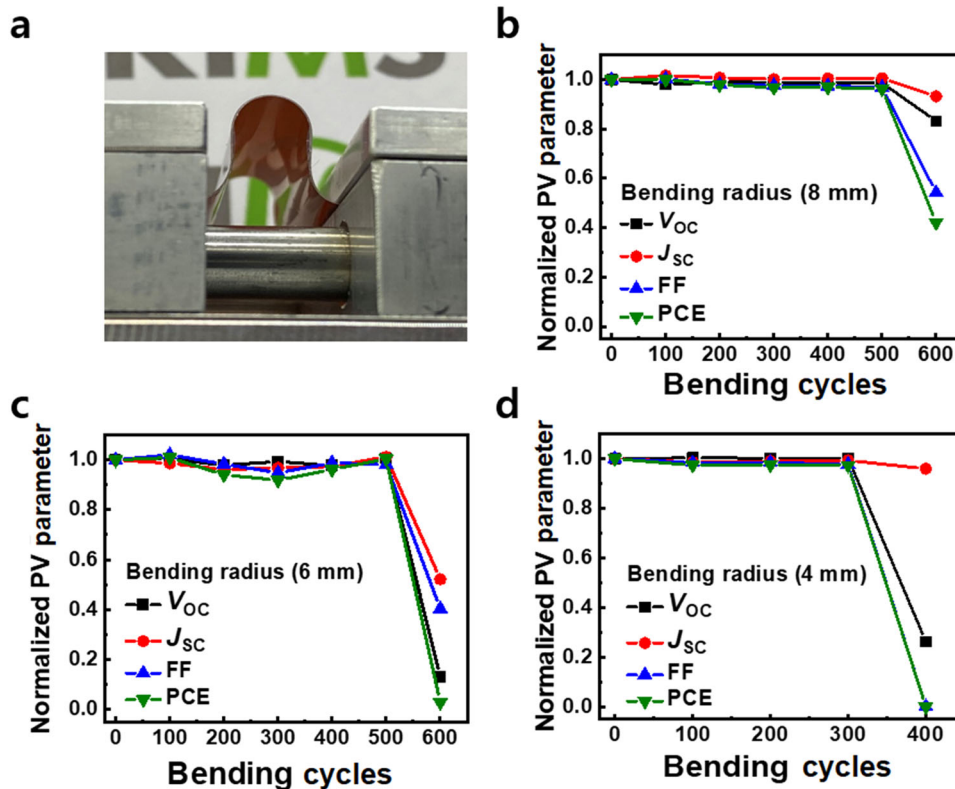 a
KIMS
b
Normalized PV parameter
1.0
0.8
0.6
0.4
0.2
0.0
Bending radius (8 mm)
VOC
JSC
FF
PCE
0 100 200 300 400 500 600
Bending cycles
c
Normalized PV parameter
1.0
0.8
0.6
0.4
0.2
0.0
Bending radius (6 mm)
VOC
JSC
FF
PCE
0 100 200 300 400 500 600
Bending cycles
d
Normalized PV parameter
1.0
0.8
0.6
0.4
0.2
0.0
Bending radius (4 mm)
VOC
JSC
FF
PCE
0 100 200 300 400
Bending cycles